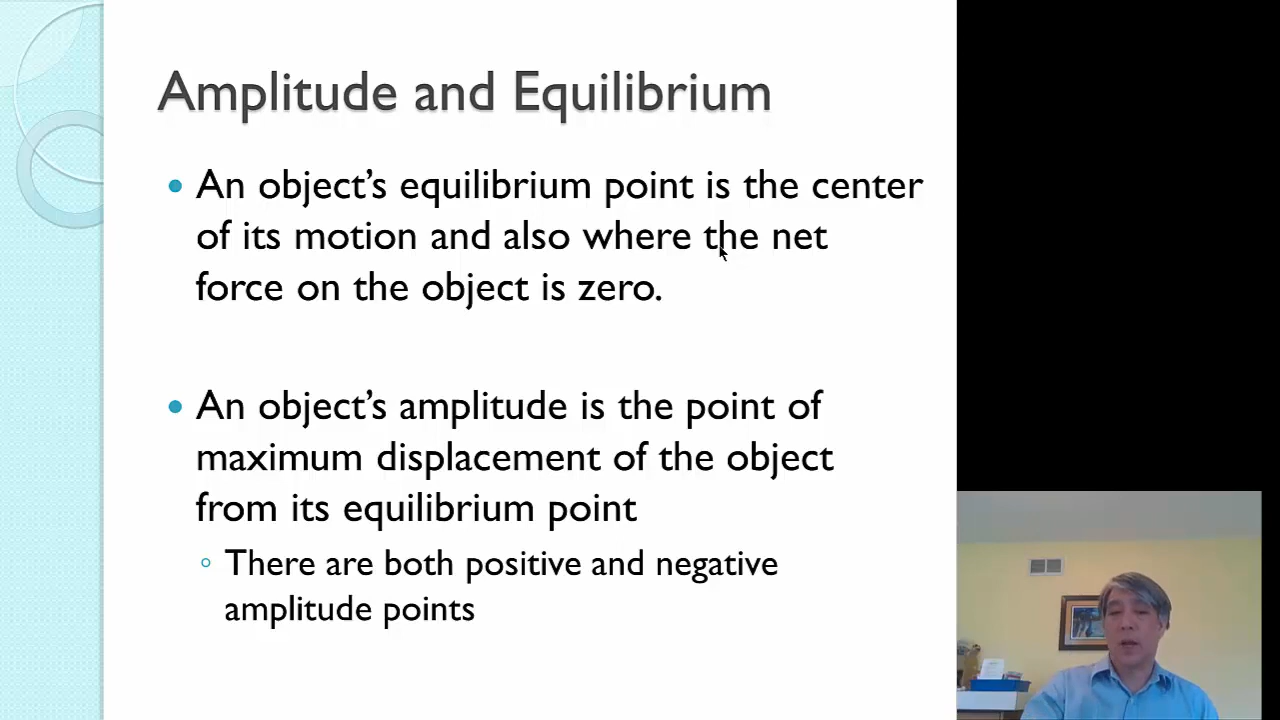 Amplitude and Equilibrium
• An object’s equilibrium point is the center
of its motion and also where the net
force on the object is zero.
• An object’s amplitude is the point of
maximum displacement of the object
from its equilibrium point
◦ There are both positive and negative
amplitude points